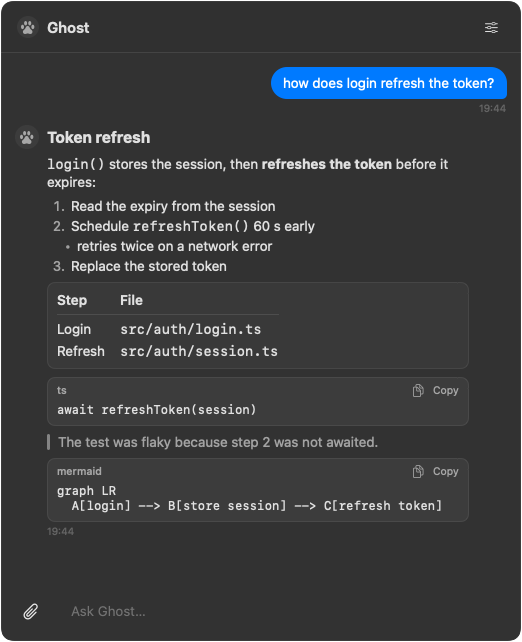 Ghost
how does login refresh the token?
19:44
Token refresh
login() stores the session, then refreshes the token before it
expires:
1. Read the expiry from the session
2. Schedule refreshToken() 60 s early
• retries twice on a network error
3. Replace the stored token
Step File
Login src/auth/login.ts
Refresh src/auth/session.ts
ts Copy
await refreshToken(session)
The test was flaky because step 2 was not awaited.
mermaid Copy
graph LR
A[login] --> B[store session] --> C[refresh token]
19:44
Ask Ghost...